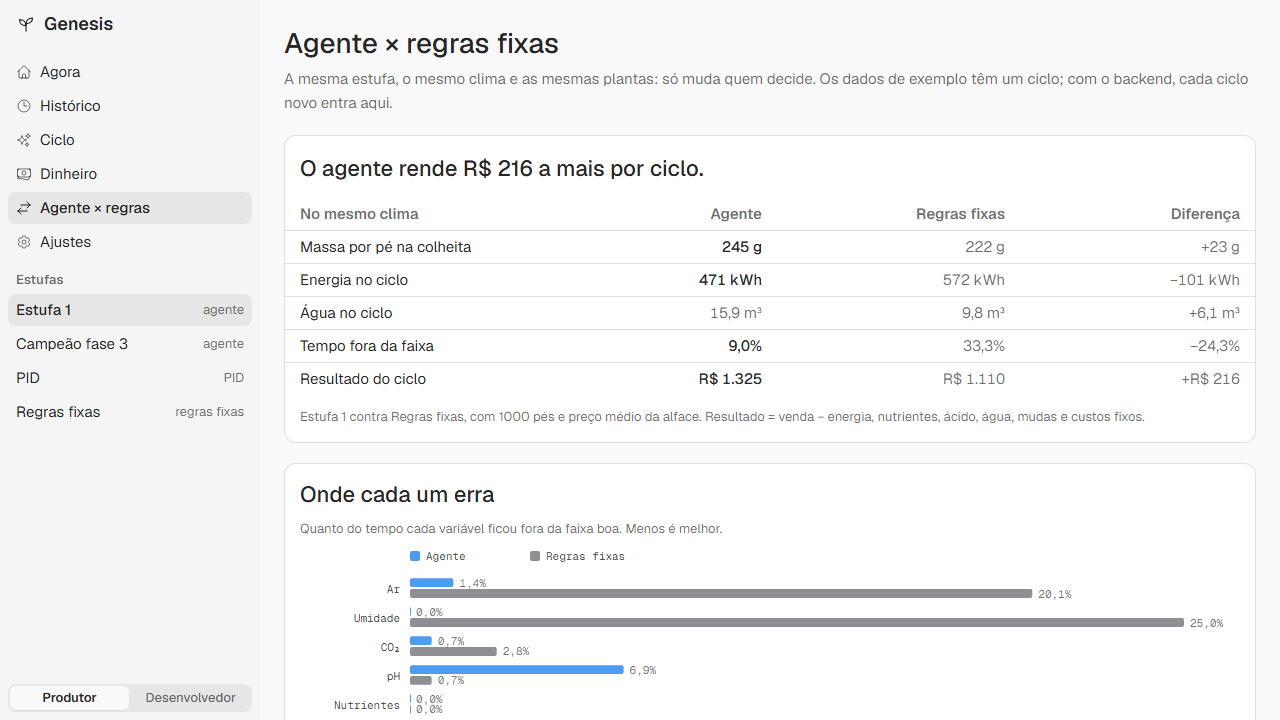 Genesis
Agora
Histórico
Ciclo
Dinheiro
Agente × regras
Ajustes
Estufas
Estufa 1 agente
Campeão fase 3 agente
PID PID
Regras fixas regras fixas
Produtor Desenvolvedor
Agente × regras fixas
A mesma estufa, o mesmo clima e as mesmas plantas: só muda quem decide. Os dados de exemplo têm um ciclo; com o backend, cada ciclo
novo entra aqui.
O agente rende R$ 216 a mais por ciclo.
No mesmo clima Agente Regras fixas Diferença
Massa por pé na colheita 245 g 222 g +23 g
Energia no ciclo 471 kWh 572 kWh −101 kWh
Água no ciclo 15,9 m³ 9,8 m³ +6,1 m³
Tempo fora da faixa 9,0% 33,3% −24,3%
Resultado do ciclo R$ 1.325 R$ 1.110 +R$ 216
Estufa 1 contra Regras fixas, com 1000 pés e preço médio da alface. Resultado = venda − energia, nutrientes, ácido, água, mudas e custos fixos.
Onde cada um erra
Quanto do tempo cada variável ficou fora da faixa boa. Menos é melhor.
Agente Regras fixas
Ar 1,4%
20,1%
Umidade 0,0%
25,0%
CO₂ 0,7%
2,8%
pH 6,9%
0,7%
Nutrientes 0,0%
0,0%